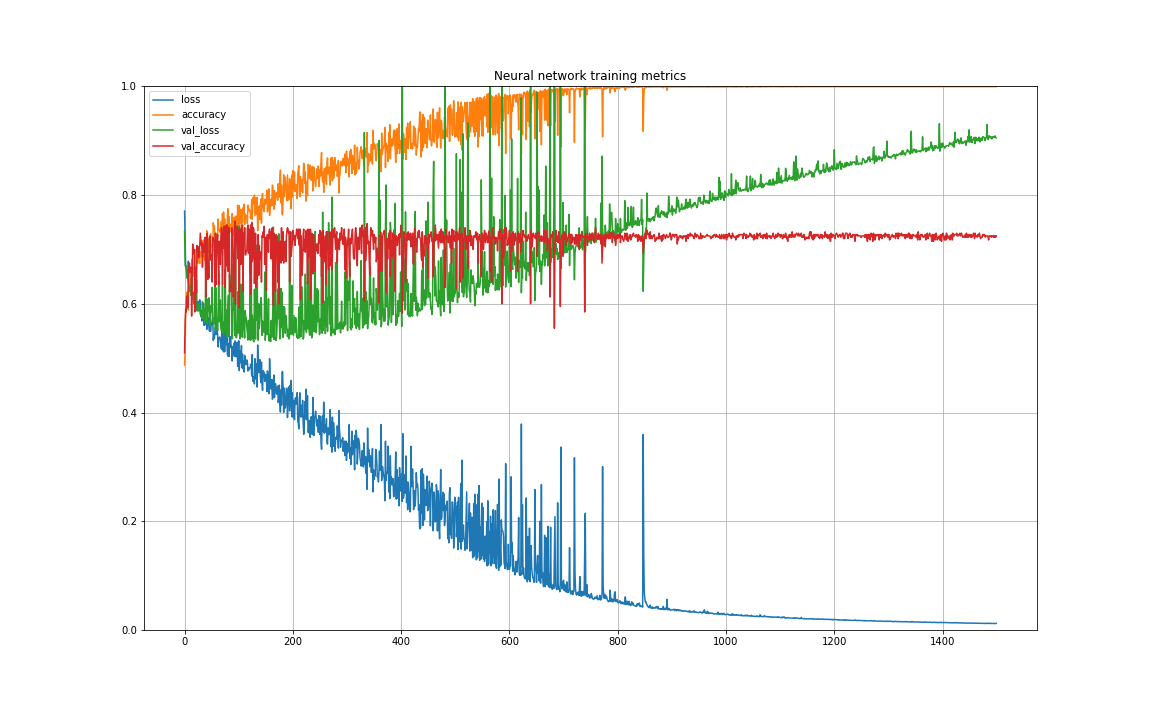 Neural network training metrics
loss
accuracy
val_loss
val_accuracy
1.0
0.8
0.6
0.4
0.2
0.0
0 200 400 600 800 1000 1200 1400